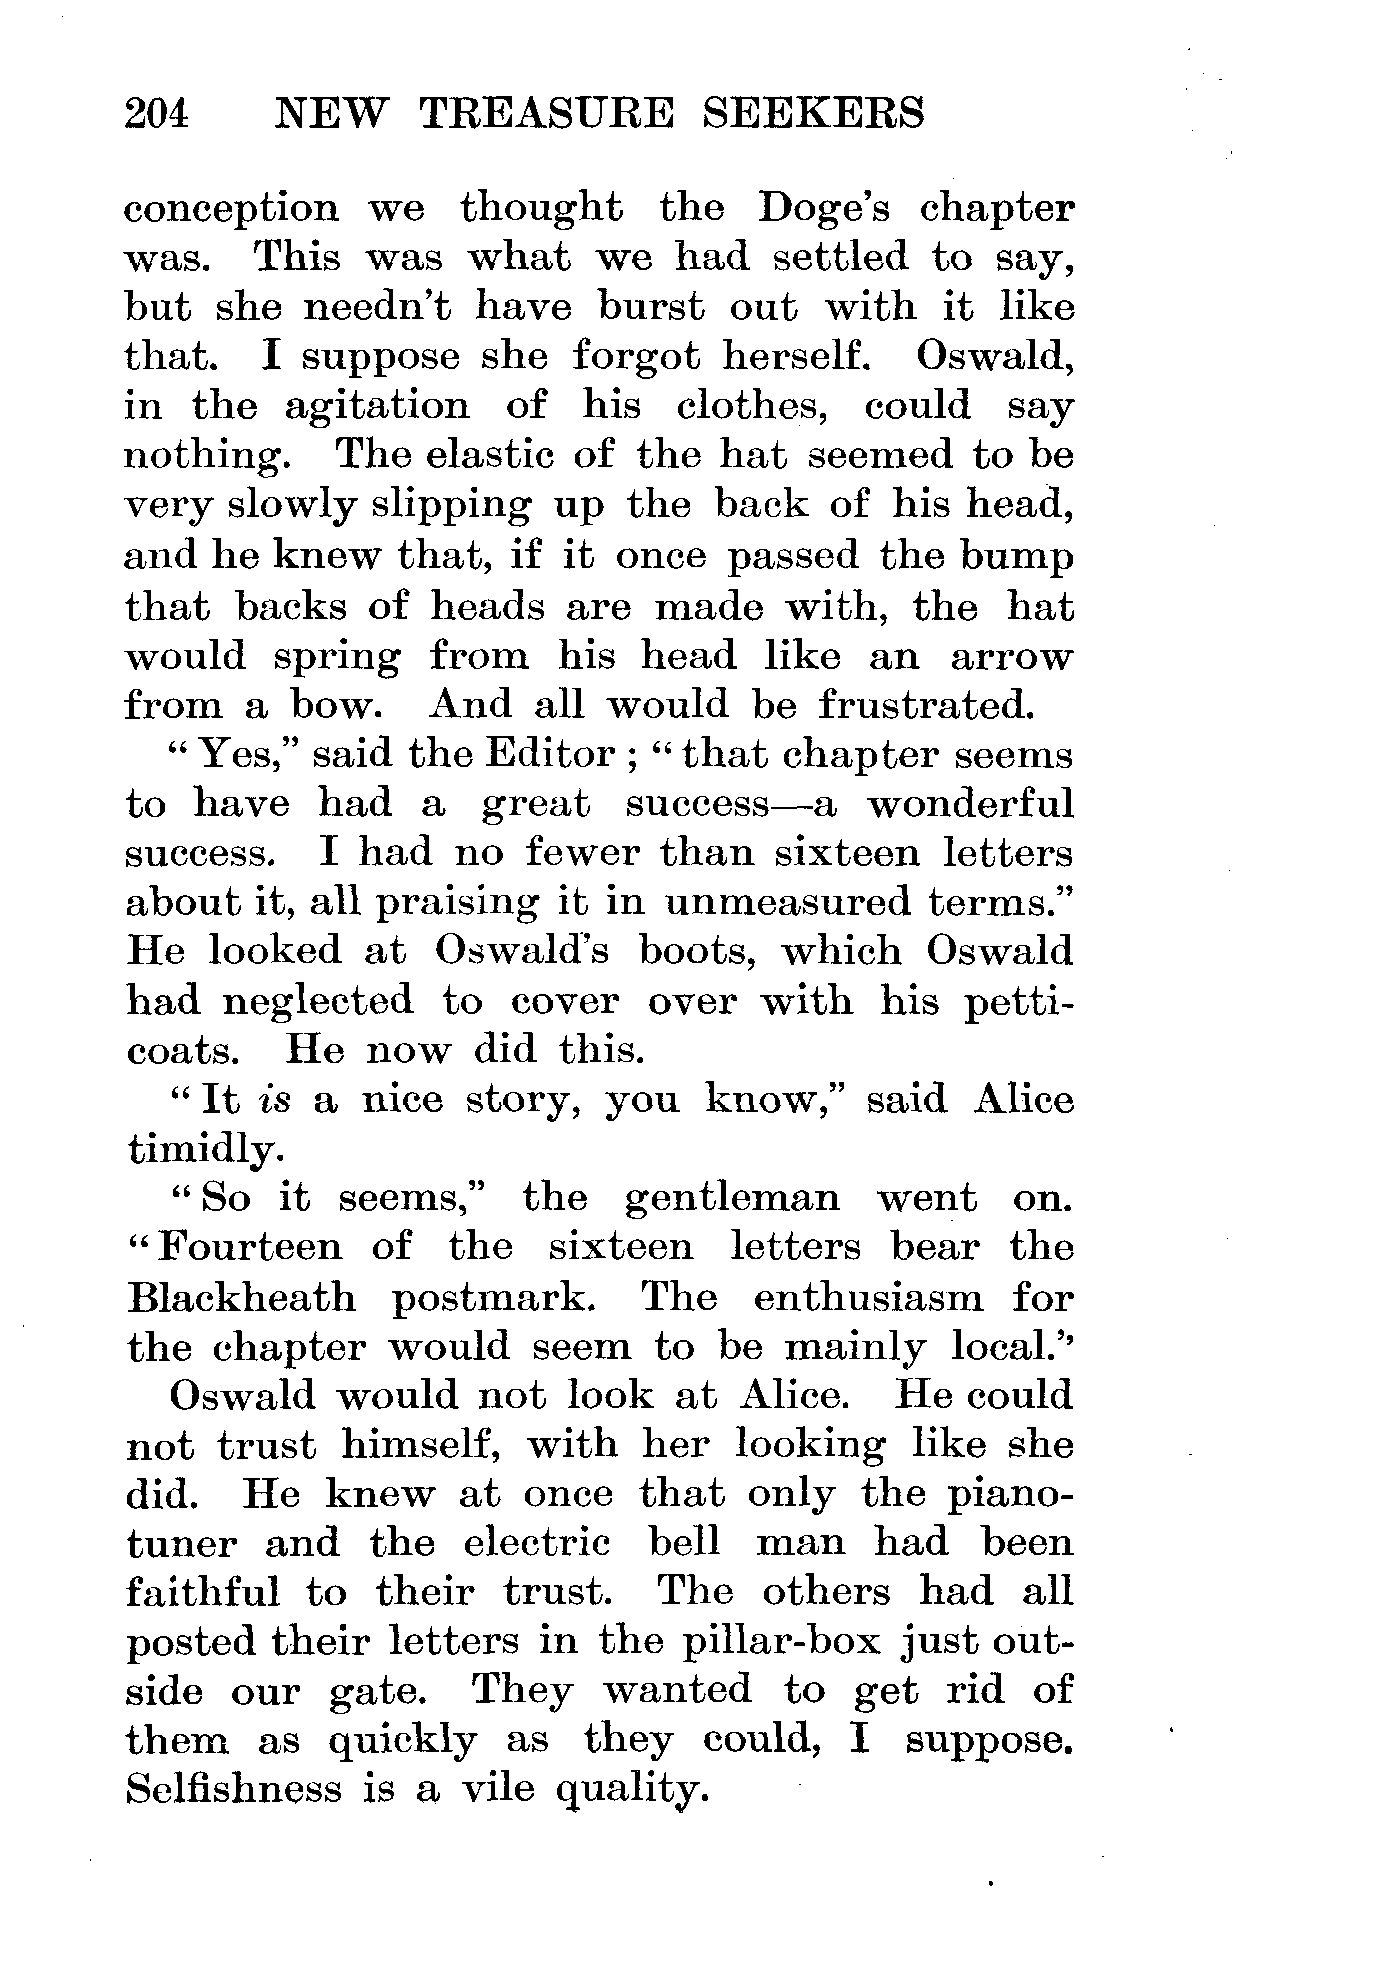 204 NEW TREASURE SEEKERS
conception we thought the Doge's chapter
was. This was what we had settled to say,
but she needn't have burst out with it like
that. I suppose she forgot herself. Oswald,
in the agitation of his clothes, could say
nothing. The elastic of the hat seemed to be
very slowly slipping up the back of his head,
and he knew that, if it once passed the bump
that backs of heads are made with, the hat
would spring from his head like an arrow
from a bow. And all would be frustrated.
“Yes,” said the Editor; “that chapter seems
to have had a great success—a wonderful
success. I had no fewer than sixteen letters
about it, all praising it in unmeasured terms.”
He looked at Oswald's boots, which Oswald
had neglected to cover over with his petti-
coats. He now did this.
“It is a nice story, you know,” said Alice
timidly.
“So it seems,” the gentleman went on.
“Fourteen of the sixteen letters bear the
Blackheath postmark. The enthusiasm for
the chapter would seem to be mainly local.”
Oswald would not look at Alice. He could
not trust himself, with her looking like she
did. He knew at once that only the piano-
tuner and the electric bell man had been
faithful to their trust. The others had all
posted their letters in the pillar-box just out-
side our gate. They wanted to get rid of
them as quickly as they could, I suppose.
Selfishness is a vile quality.